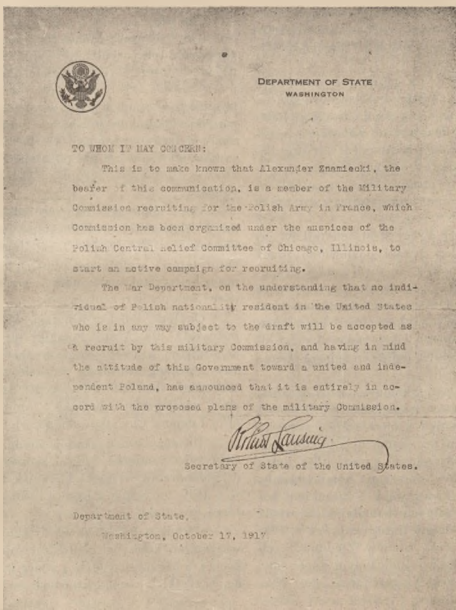 DEPARTMENT OF STATE
WASHINGTON
TO WHOM IT MAY CONCERN:
This is to make known that Alexander Znamiecki, the
bearer of this communication, is a member of the Military
Commission recruiting for the Polish Army in France, which
Commission has been organized under the auspices of the
Polish Central Relief Committee of Chicago, Illinois, to
start an active campaign for recruiting.
The War Department, on the understanding that no indi-
vidual of Polish nationality resident in the United States
who is in any way subject to the draft will be accepted as
a recruit by this military Commission, and having in mind
the attitude of this Government toward a united and inde-
pendent Poland, has announced that it is entirely in ac-
cord with the proposed plans of the military Commission.
Robert Lansing
Secretary of State of the United States.
Department of State,
Washington, October 17, 1917